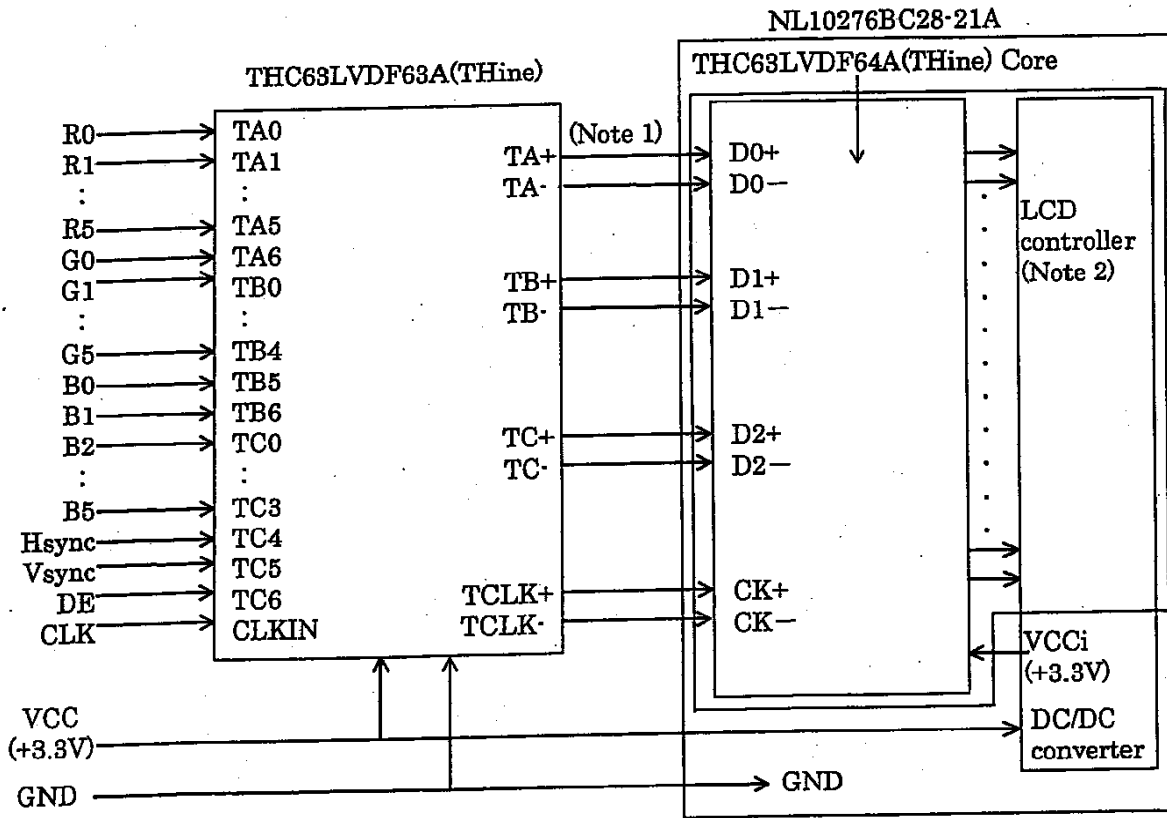 NL10276BC28-21A
THC63LVDF63A(THine)
THC63LVDF64A(THine) Core
R0
R1
:
R5
G0
G1
:
G5
B0
B1
B2
:
B5
Hsync
Vsync
DE
CLK
TA0
TA1
:
TA5
TA6
TB0
:
TB4
TB5
TB6
TC0
:
TC3
TC4
TC5
TC6
CLKIN
(Note 1)
TA+
TA-
TB+
TB-
TC+
TC-
TCLK+
TCLK-
D0+
D0−
D1+
D1−
D2+
D2−
CK+
CK−
LCD
controller
(Note 2)
VCCi
(+3.3V)
DC/DC
converter
VCC
(+3.3V)
GND
GND